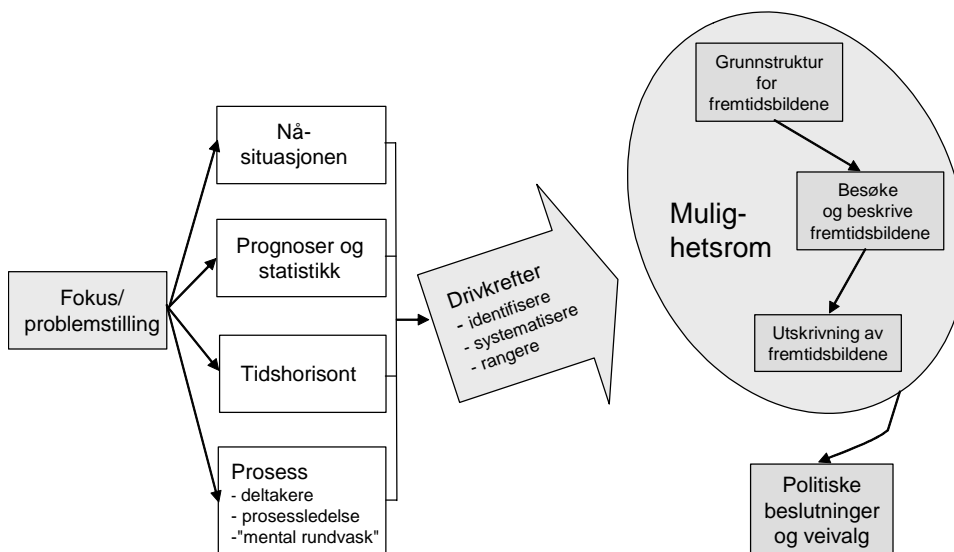 Fokus/
problemstilling
Nå-
situasjonen
Prognoser og
statistikk
Tidshorisont
Prosess
- deltakere
- prosessledelse
-"mental rundvask"
Drivkrefter
- identifisere
- systematisere
- rangere
Mulig-
hetsrom
Grunnstruktur
for
fremtidsbildene
Besøke
og beskrive
fremtidsbildene
Utskrivning av
fremtidsbildene
Politiske
beslutninger
og veivalg